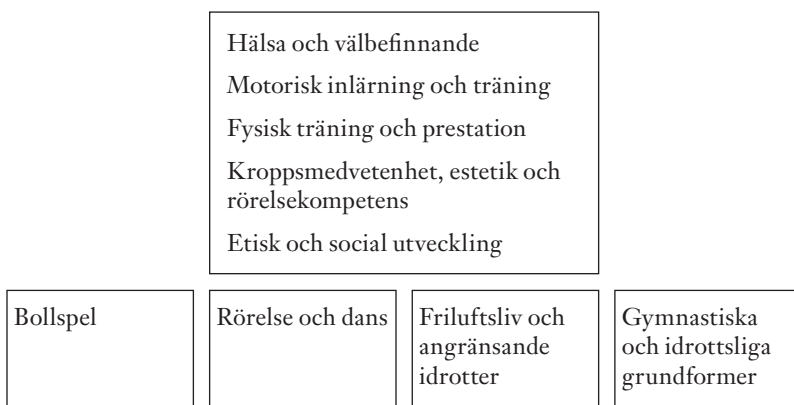 Hälsa och välbefinnande
Motorisk inlärning och träning
Fysisk träning och prestation
Kroppsmedvetenhet, estetik och
rörelsekompetens
Etisk och social utveckling
Bollspel
Rörelse och dans
Friluftsliv och
angränsande
idrotter
Gymnastiska
och idrottsliga
grundformer